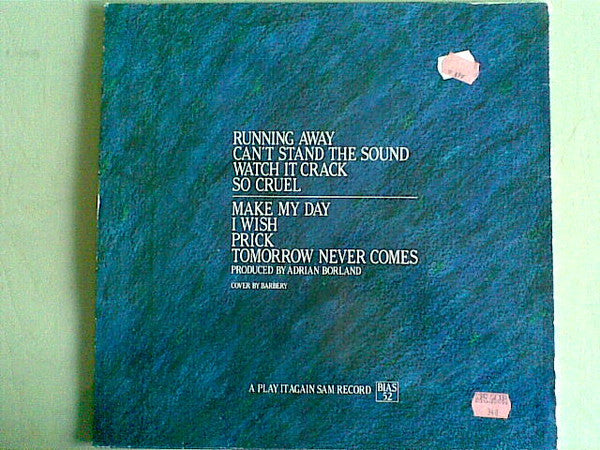 RUNNING AWAY
CAN'T STAND THE SOUND
WATCH IT CRACK
SO CRUEL
MAKE MY DAY
I WISH
PRICK
TOMORROW NEVER COMES
PRODUCED BY ADRIAN BORLAND
COVER BY BARBERY
A PLAY IT AGAIN SAM RECORD BIAS
52